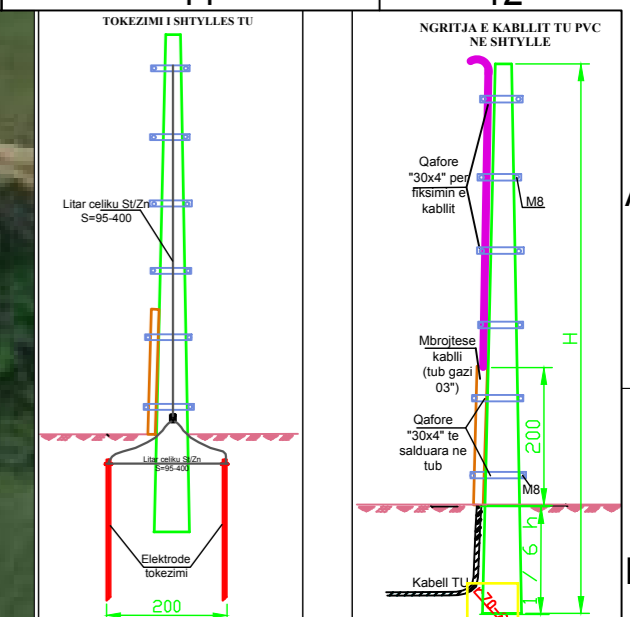 TOKEZIMI I SHTYLLES TU
Litar celiku St/Zn
S=95-400
Litar celiku St/Zn
S=95-400
Elektrode
tokezimi
200
NGRITJA E KABLLIT TU PVC
NE SHTYLLE
Qafore
"30x4" per
fiksimin e
kabllit
M8
Mbrojtese
kablli
(tub gazi
03")
Qafore
"30x4" te
salduara ne
tub
M8
H
200
1/6 h
Kabell TU
70